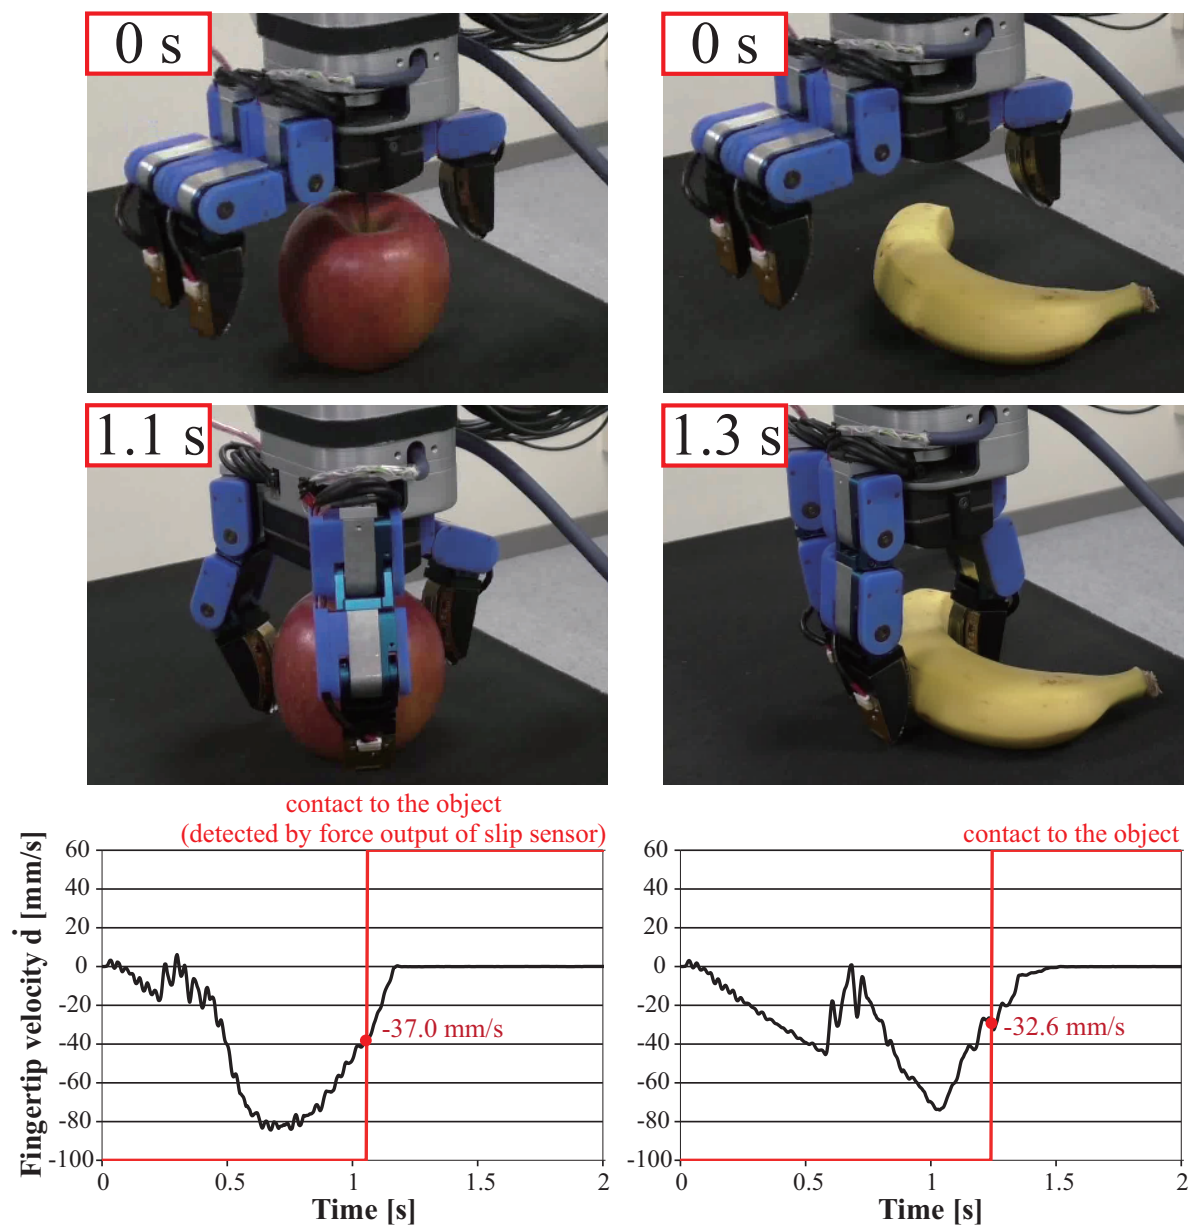 0 s
0 s
1.1 s
1.3 s
contact to the object
(detected by force output of slip sensor)
contact to the object
Fingertip velocity ḋ [mm/s]
60
40
20
0
-20
-40
-60
-80
-100
-37.0 mm/s
0
0.5
1
1.5
2
Time [s]
60
40
20
0
-20
-40
-60
-80
-100
-32.6 mm/s
0
0.5
1
1.5
2
Time [s]